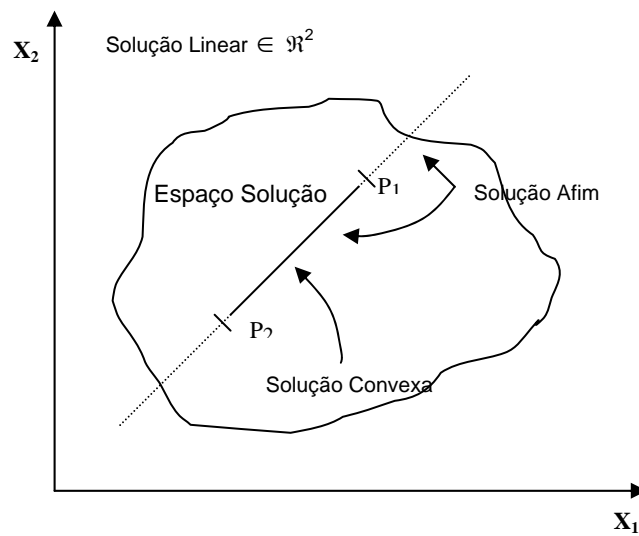 Solução Linear ∈ ℜ²
X₂
Espaço Solução
P₁
Solução Afim
P₂
Solução Convexa
X₁